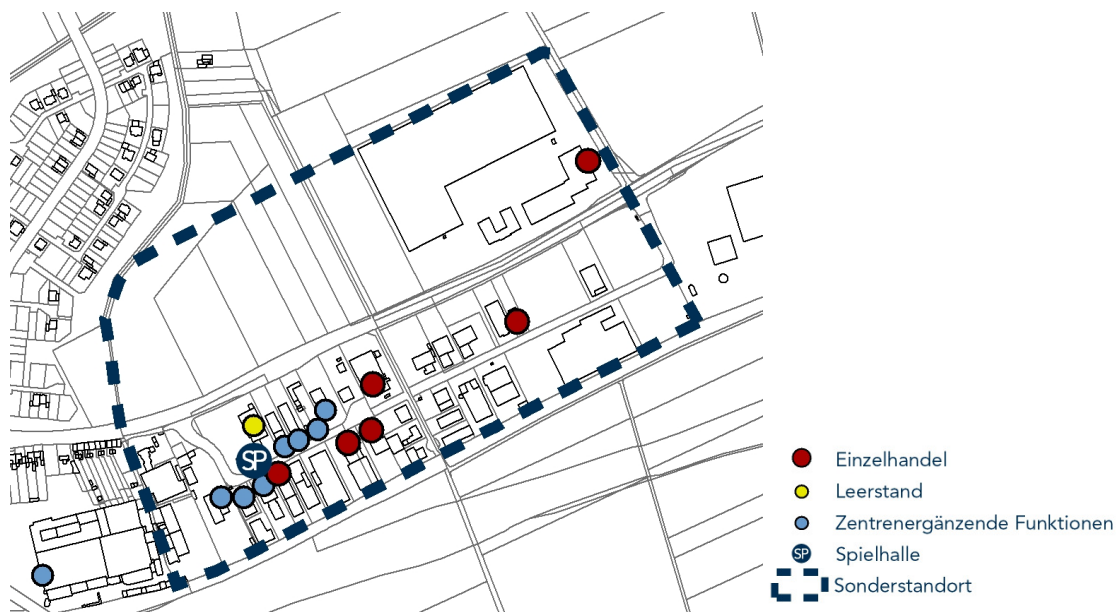 SP
Einzelhandel
Leerstand
Zentrenergänzende Funktionen
SP Spielhalle
Sonderstandort